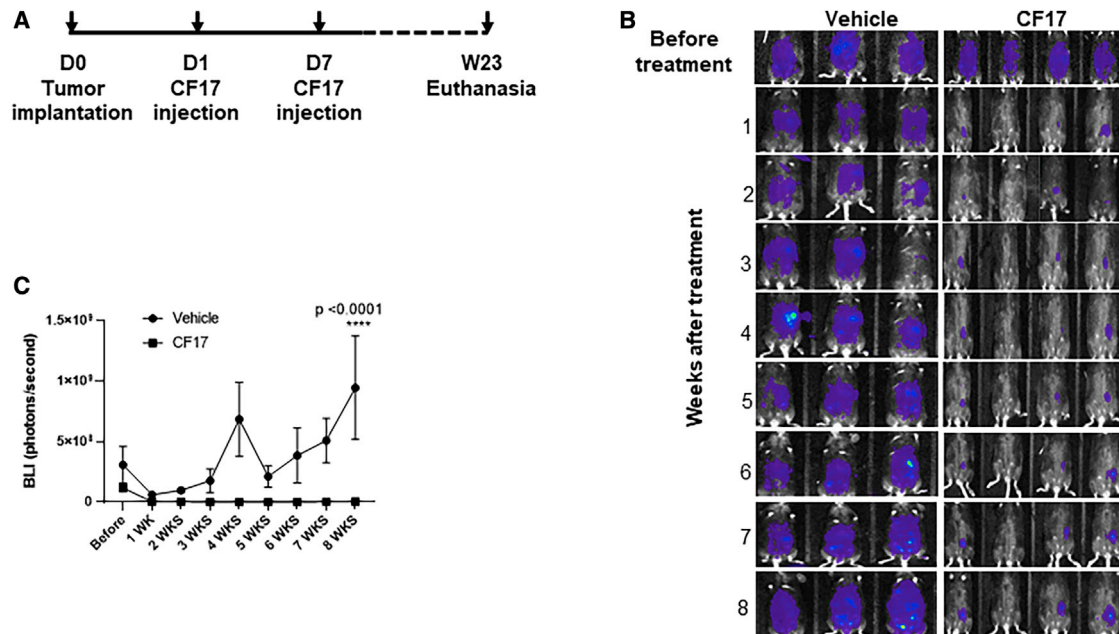 A
D0
Tumor
implantation
D1
CF17
injection
D7
CF17
injection
W23
Euthanasia
B
Vehicle
CF17
Before
treatment
Weeks after treatment
1
2
3
4
5
6
7
8
C
BLI (photons/second)
1.5×10⁸
1×10⁸
5×10⁸
0
Vehicle
CF17
p <0.0001
****
Before
1 WK
2 WKS
3 WKS
4 WKS
5 WKS
6 WKS
7 WKS
8 WKS